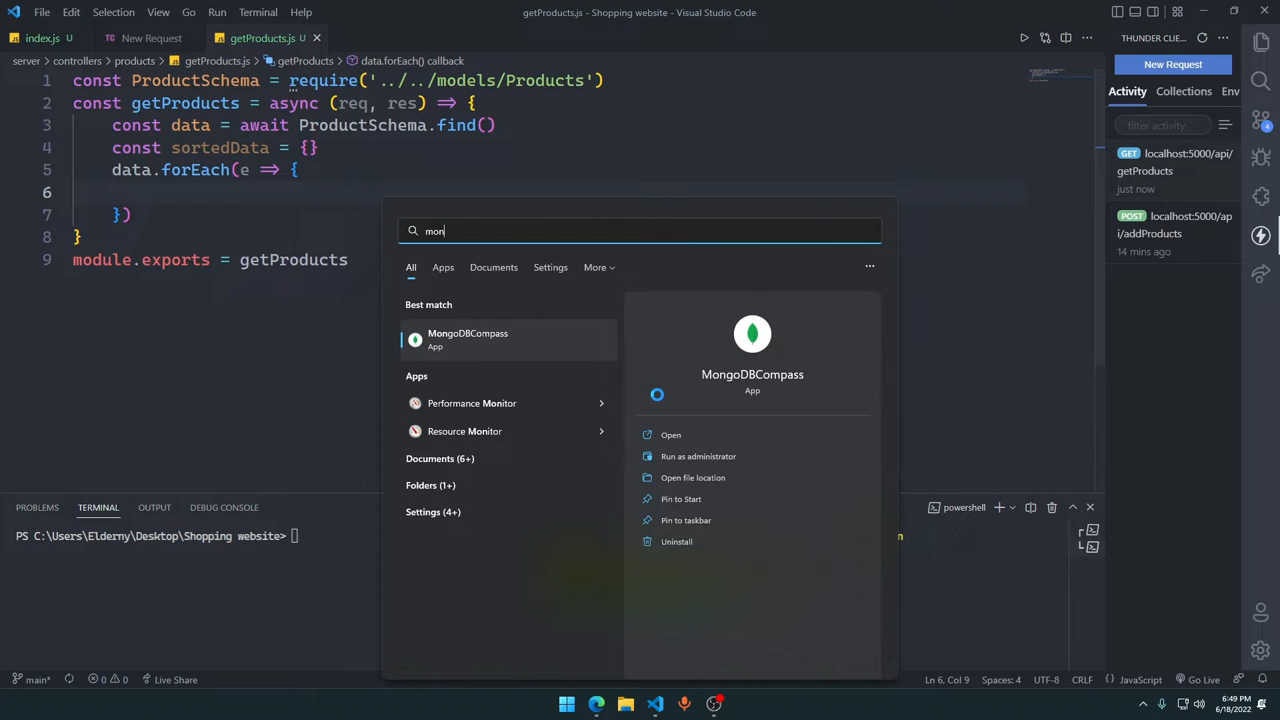 File Edit Selection View Go Run Terminal Help
getProducts.js - Shopping website - Visual Studio Code
index.js U
New Request
getProducts.js U
server > controllers > products > getProducts.js > getProducts > data.forEach() callback
1 const ProductSchema = require('../../models/Products')
2 const getProducts = async (req, res) => {
3 const data = await ProductSchema.find()
4 const sortedData = {}
5 data.forEach(e => {
6
7 })
8 }
9 module.exports = getProducts
THUNDER CLIE...
New Request
Activity Collections Env
filter activity
GET localhost:5000/api/
getProducts
just now
POST localhost:5000/ap
i/addProducts
14 mins ago
4
mon
All Apps Documents Settings More
Best match
MongoDBCompass
App
Apps
Performance Monitor
Resource Monitor
Documents (6+)
Folders (1+)
Settings (4+)
MongoDBCompass
App
Open
Run as administrator
Open file location
Pin to Start
Pin to taskbar
Uninstall
PROBLEMS TERMINAL OUTPUT DEBUG CONSOLE
powershell
PS C:\Users\Elderny\Desktop\Shopping website>
n
main* 0 0 Live Share
Ln 6, Col 9 Spaces: 4 UTF-8 CRLF JavaScript Go Live
6:49 PM
6/18/2022